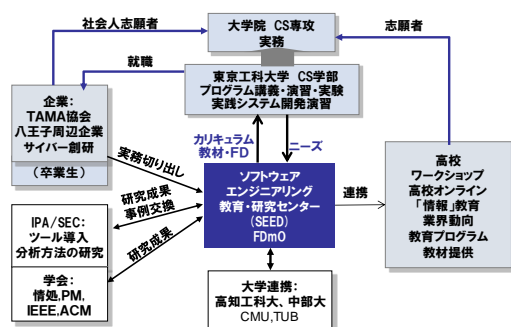 社会人志願者
大学院 CS専攻
実務
志願者
就職
東京工科大学 CS学部
プログラム講義・演習・実験
実践システム開発演習
企業:
TAMA協会
八王子周辺企業
サイバー創研
(卒業生)
カリキュラム
教材・FD
ニーズ
実務切り出し
ソフトウェア
エンジニアリング
教育・研究センター
(SEED)
FDmO
連携
高校
ワークショップ
高校オンライン
「情報」教育
業界動向
教育プログラム
教材提供
研究成果
事例交換
IPA/SEC:
ツール導入
分析方法の研究
研究成果
学会:
情処,PM,
IEEE,ACM
大学連携:
高知工科大、中部大
CMU,TUB